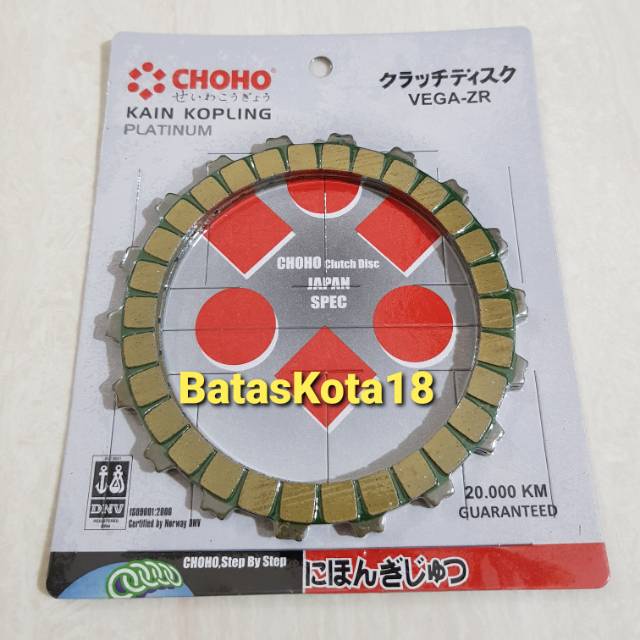 CHOHO®
せいわこうぎょう
KAIN KOPLING
PLATINUM
クラッチディスク
VEGA-ZR
CHOHO Clutch Disc
JAPAN
SPEC
BatasKota18
DNV
ISO9001:2000
Certified by Norway DNV
20.000 KM
GUARANTEED
CHOHO,Step By Step
にほんぎじゅつ